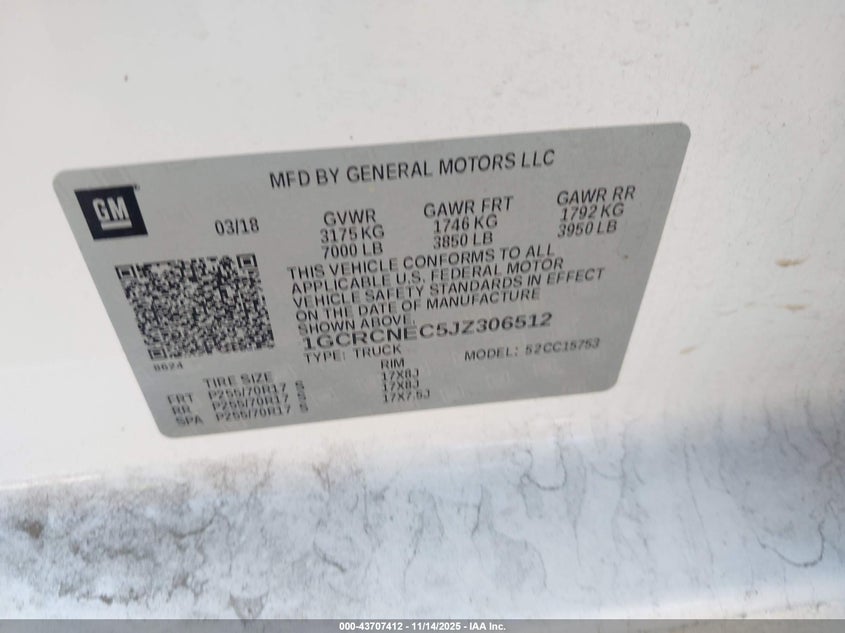 MFD BY GENERAL MOTORS LLC
GM
03/18
GVWR
3175 KG
7000 LB
GAWR FRT
1746 KG
3850 LB
GAWR RR
1792 KG
3950 LB
THIS VEHICLE CONFORMS TO ALL
APPLICABLE U.S. FEDERAL MOTOR
VEHICLE SAFETY STANDARDS IN EFFECT
ON THE DATE OF MANUFACTURE
SHOWN ABOVE.
1GCRCNEC5JZ306512
TYPE: TRUCK
MODEL: 52CC15753
8624
TIRE SIZE RIM
FRT P255/70R17 S 17X8J
RR P255/70R17 S 17X8J
SPA P255/70R17 S 17X7.5J
000-43707412 - 11/14/2025 - IAA Inc.